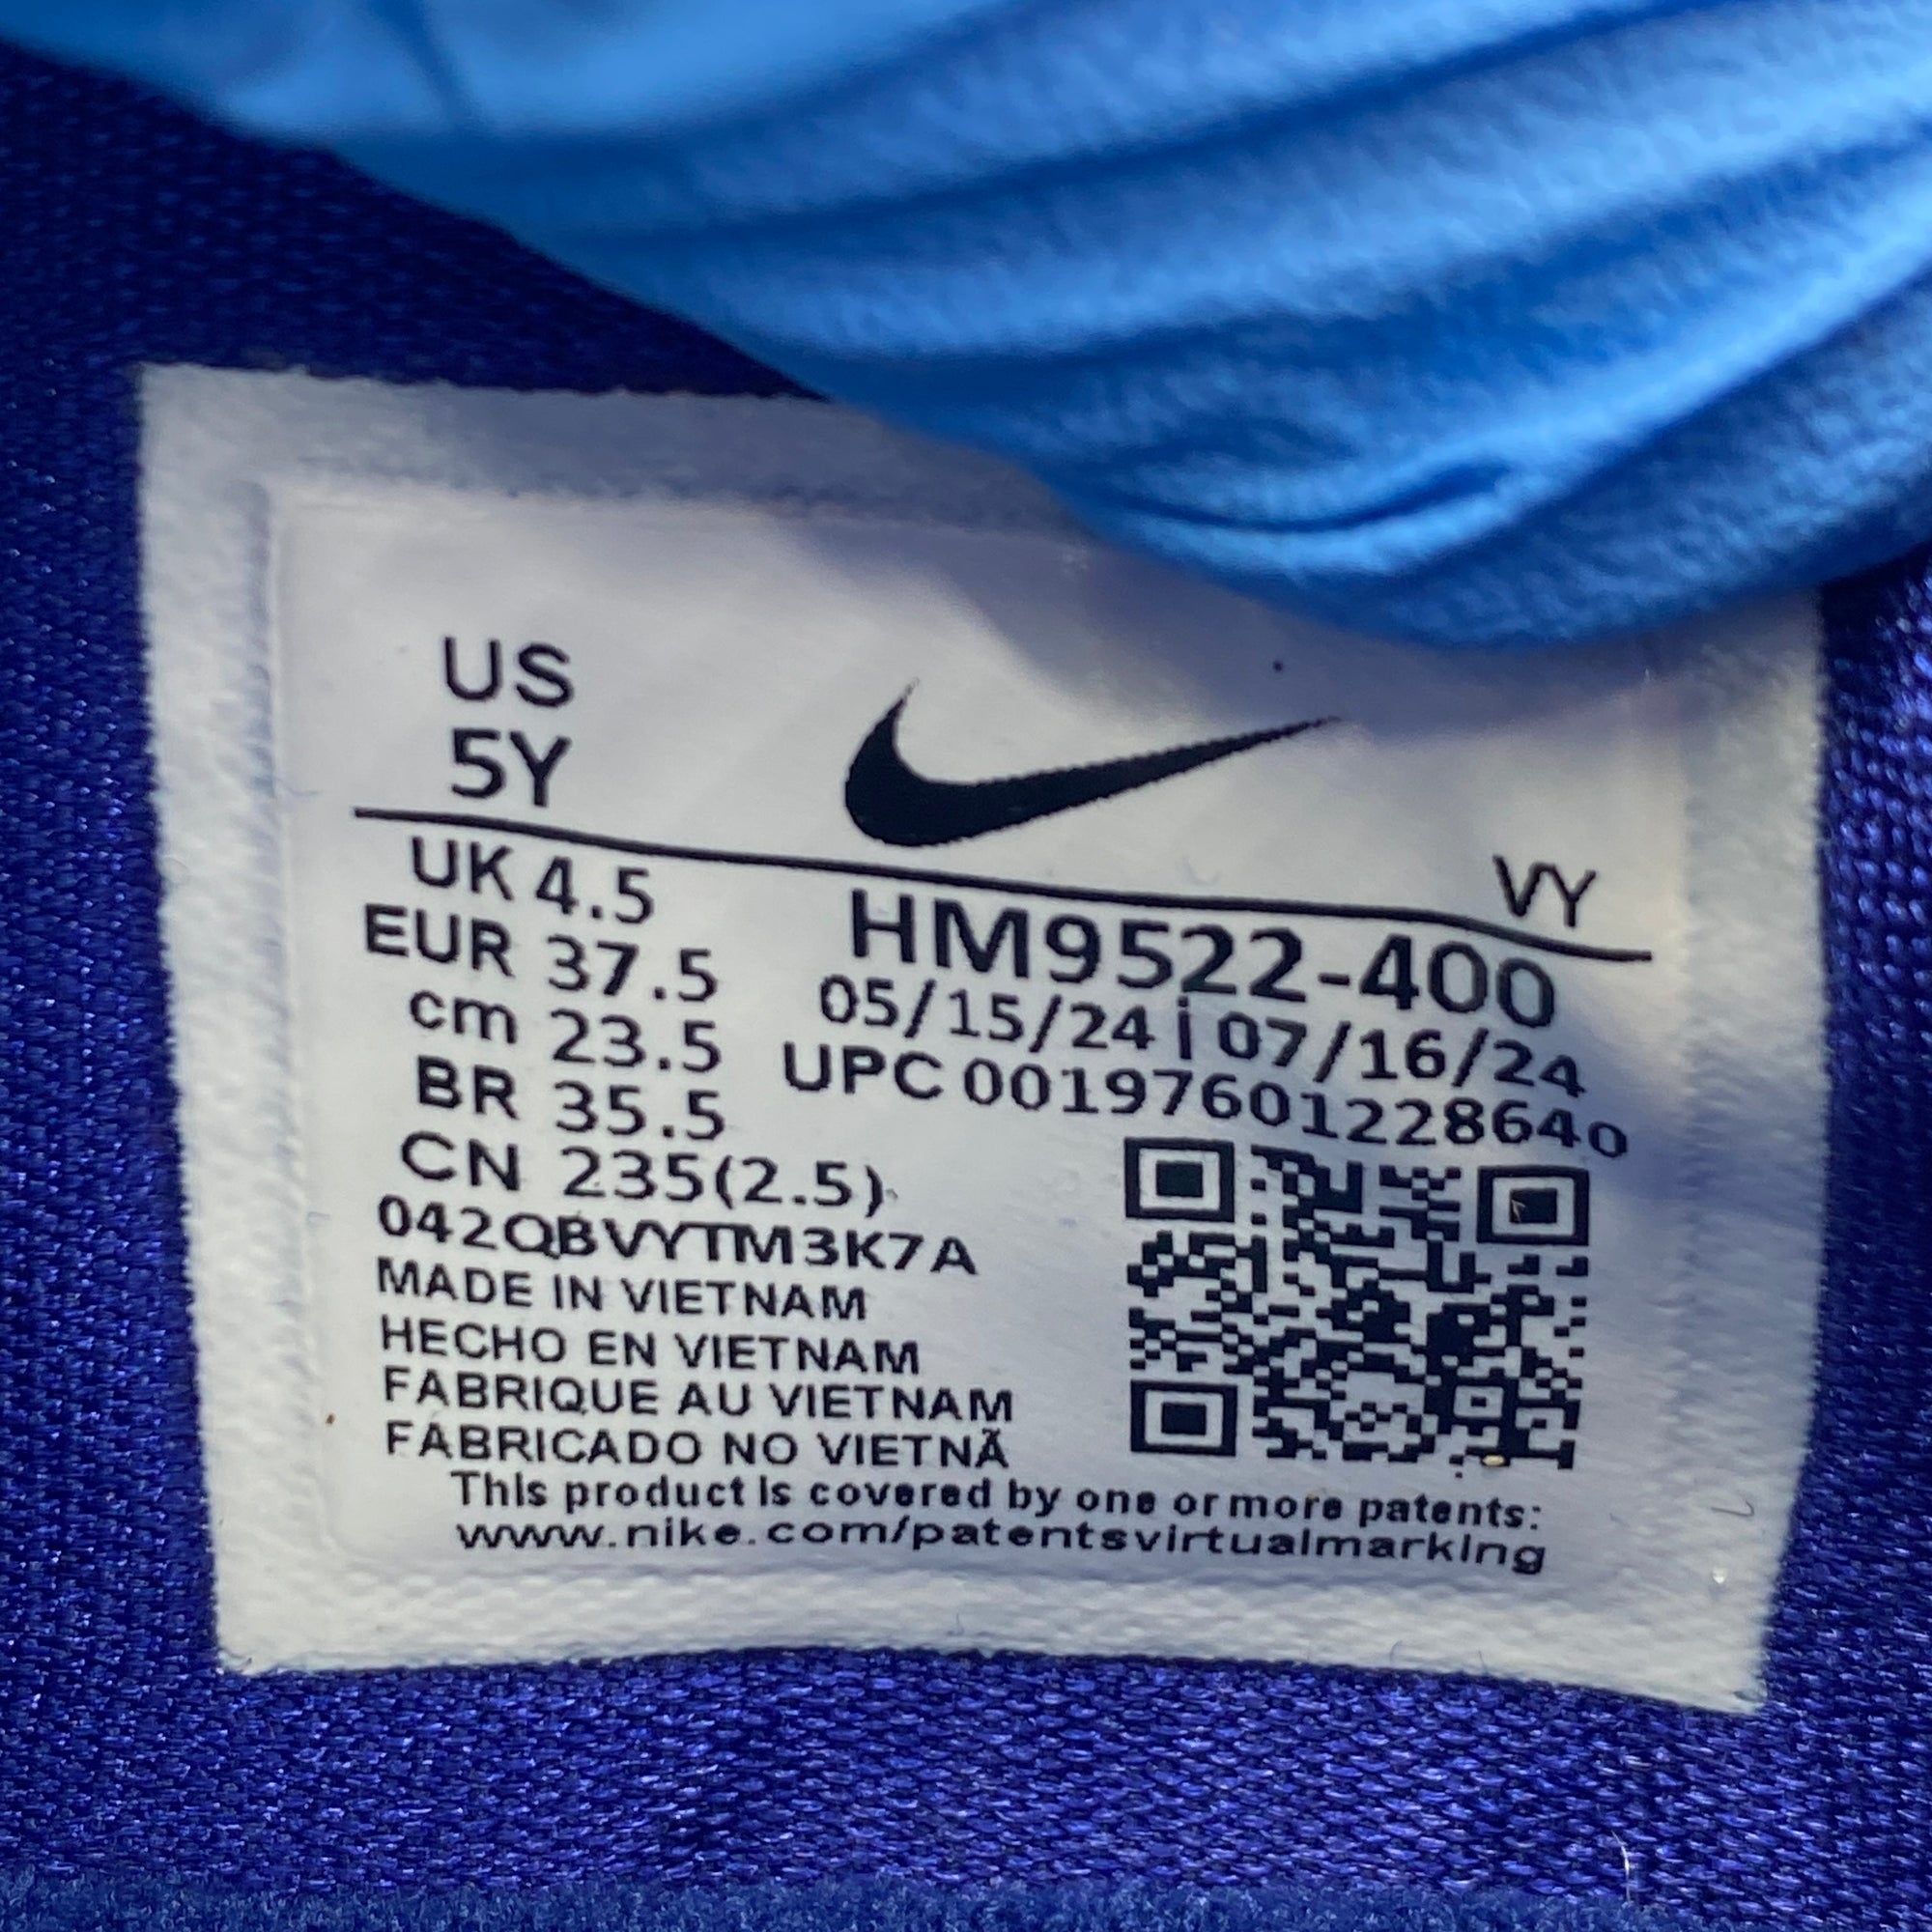 US
5Y
VY
UK 4.5
EUR 37.5
cm 23.5
BR 35.5
CN 235(2.5)
HM9522-400
05/15/24 | 07/16/24
UPC 00197601228640
042QBVYTM3K7A
MADE IN VIETNAM
HECHO EN VIETNAM
FABRIQUE AU VIETNAM
FABRICADO NO VIETNÃ
This product is covered by one or more patents:
www.nike.com/patentsvirtualmarking